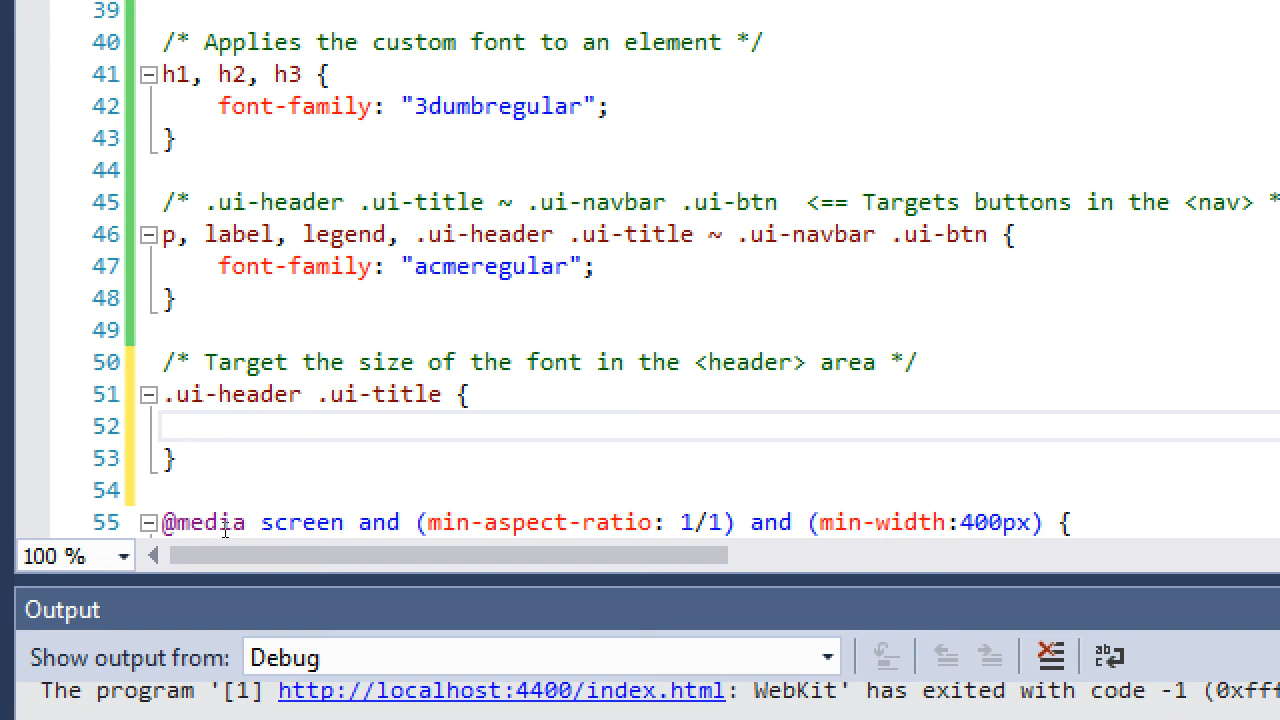 39
40 /* Applies the custom font to an element */
41 h1, h2, h3 {
42 font-family: "3dumbregular";
43 }
44
45 /* .ui-header .ui-title ~ .ui-navbar .ui-btn <== Targets buttons in the <nav> *
46 p, label, legend, .ui-header .ui-title ~ .ui-navbar .ui-btn {
47 font-family: "acmeregular";
48 }
49
50 /* Target the size of the font in the <header> area */
51 .ui-header .ui-title {
52
53 }
54
55 @media screen and (min-aspect-ratio: 1/1) and (min-width:400px) {
100 %
Output
Show output from: Debug
The program '[1] http://localhost:4400/index.html: WebKit' has exited with code -1 (0xfff